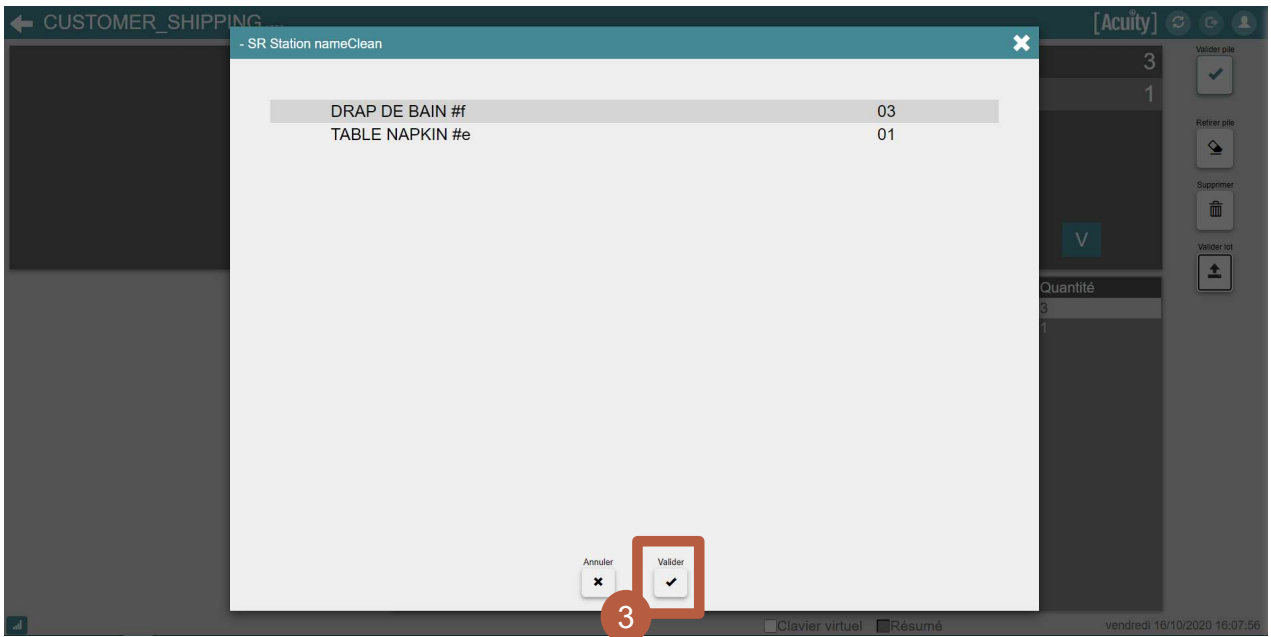 CUSTOMER_SHIPPING ...
[Acuity]
- SR Station nameClean
DRAP DE BAIN #f 03
TABLE NAPKIN #e 01
Annuler
Valider
3
3
1
V
Quantité
3
1
Valider pile
Retirer pile
Supprimer
Valider lot
Clavier virtuel
Résumé
vendredi 16/10/2020 16:07:56